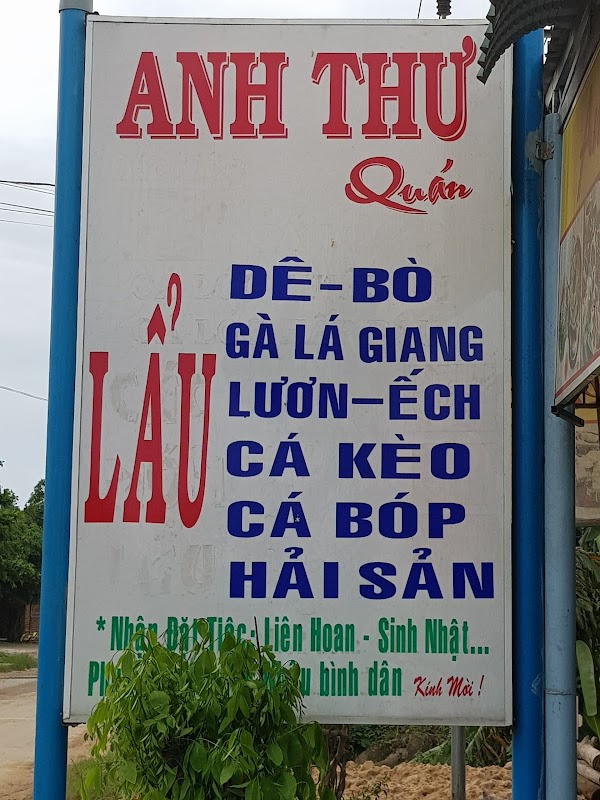 ANH THƯ
Quán
LẨU
DÊ-BÒ
GÀ LÁ GIANG
LƯƠN-ẾCH
CÁ KÈO
CÁ BÓP
HẢI SẢN
* Nhận Đặt Tiệc: Liên Hoan - Sinh Nhật...
bình dân Kính Mời !